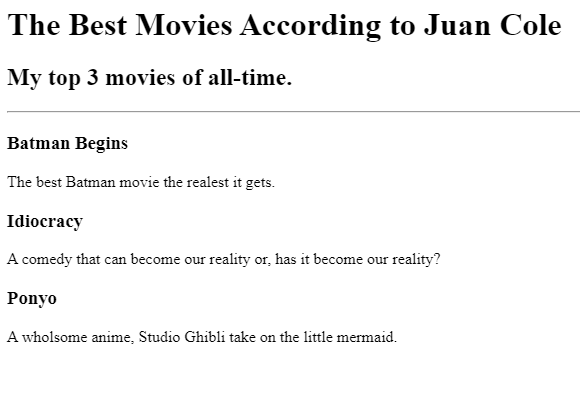 The Best Movies According to Juan Cole
My top 3 movies of all-time.
Batman Begins
The best Batman movie the realest it gets.
Idiocracy
A comedy that can become our reality or, has it become our reality?
Ponyo
A wholsome anime, Studio Ghibli take on the little mermaid.